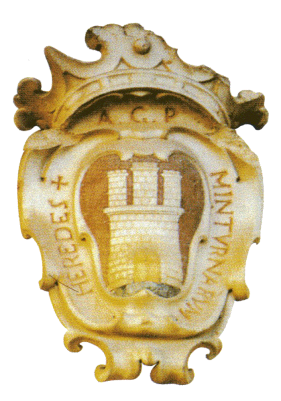 A G P
HEREDES +
MINTVRNARVM